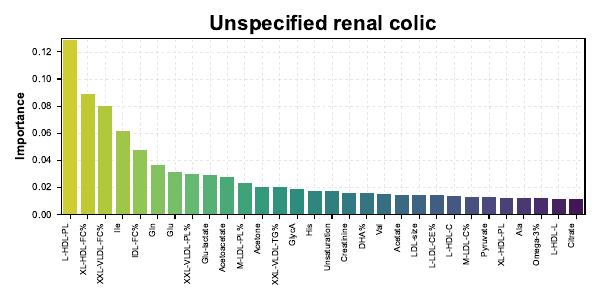 Unspecified renal colic
Importance
0.12
0.10
0.08
0.06
0.04
0.02
0.00
L-HDL-PL
XL-HDL-FC%
XXL-VLDL-FC%
Ile
IDL-FC%
Gln
Glu
XXL-VLDL-PL%
Glu-lactate
Acetoacetate
M-LDL-PL%
Acetone
XXL-VLDL-TG%
GlycA
His
Unsaturation
Creatinine
DHA%
Val
Acetate
LDL-size
L-LDL-CE%
L-HDL-C
M-LDL-C%
Pyruvate
XL-HDL-PL
Ala
Omega-3%
L-HDL-L
Citrate